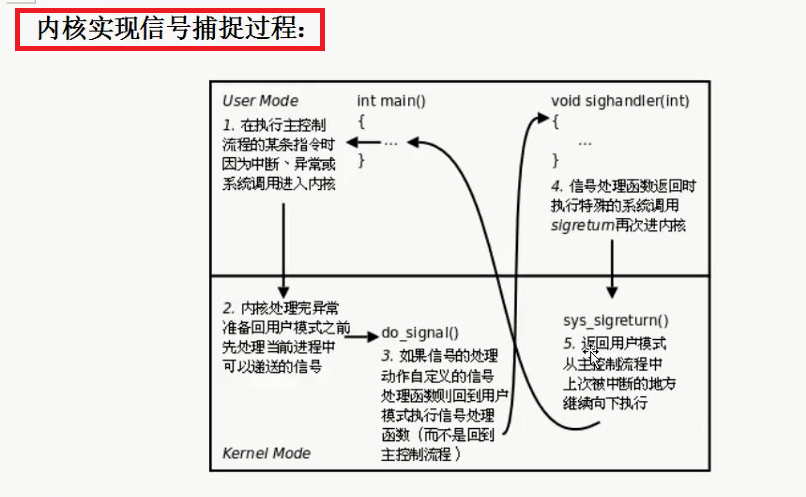 内核实现信号捕捉过程：
User Mode
1. 在执行主控制
流程的某条指令时
因为中断、异常或
系统调用进入内核
int main()
{
...
}
void sighandler(int)
{
...
}
4. 信号处理函数返回时
执行特殊的系统调用
sigreturn再次进内核
2. 内核处理完异常
准备回用户模式之前
先处理当前进程中
可以递送的信号
do_signal()
3. 如果信号的处理
动作自定义的信号
处理函数则回到用户
模式执行信号处理
函数（而不是回到
主控制流程）
sys_sigreturn()
5. 返回用户模式
从主控制流程中
上次被中断的地方
继续向下执行
Kernel Mode